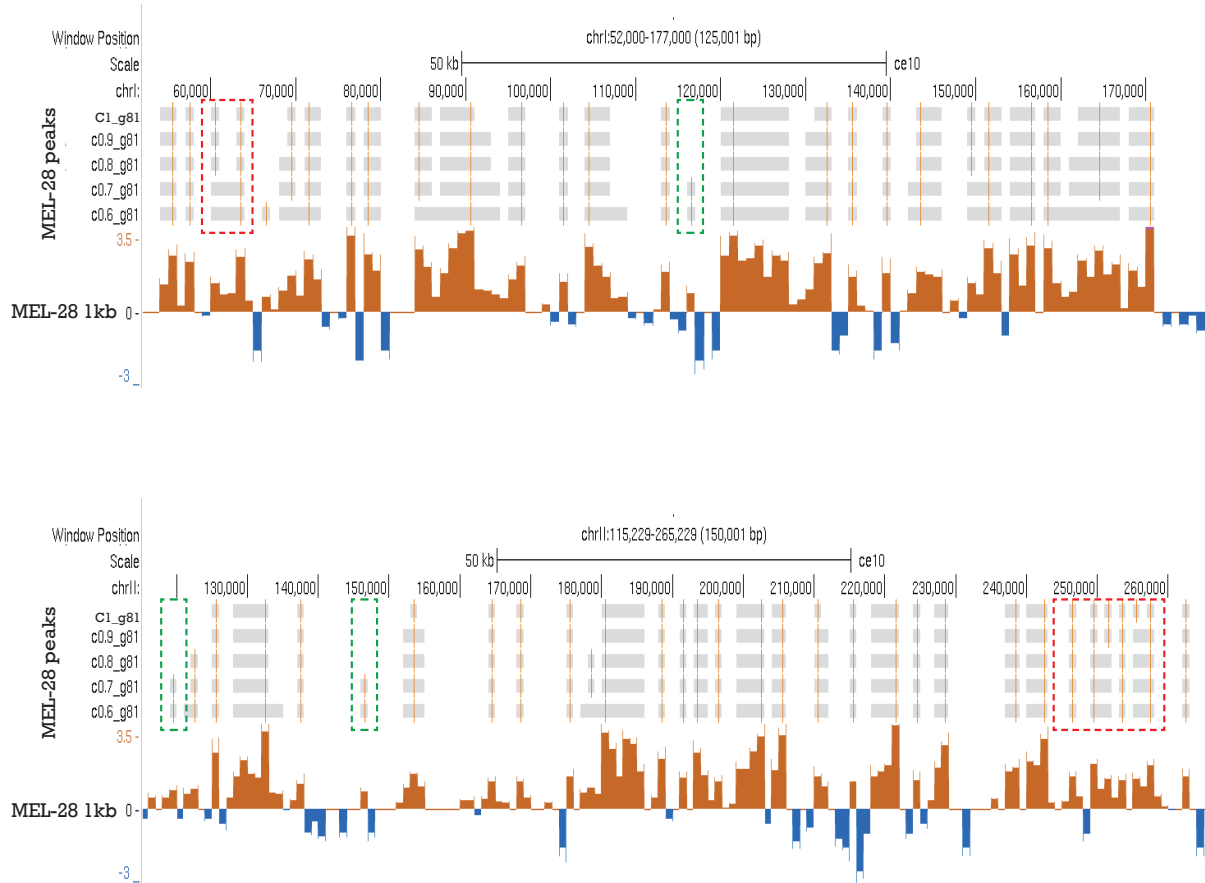 Window Position chrI:52,000-177,000 (125,001 bp)
Scale 50 kb ce10
chrI: 60,000 70,000 80,000 90,000 100,000 110,000 120,000 130,000 140,000 150,000 160,000 170,000
MEL-28 peaks
C1_g81
c0.9_g81
c0.8_g81
c0.7_g81
c0.6_g81
3.5 -
MEL-28 1kb 0 -
-3 _
Window Position chrII:115,229-265,229 (150,001 bp)
Scale 50 kb ce10
chrII: 130,000 140,000 150,000 160,000 170,000 180,000 190,000 200,000 210,000 220,000 230,000 240,000 250,000 260,000
MEL-28 peaks
C1_g81
c0.9_g81
c0.8_g81
c0.7_g81
c0.6_g81
3.5 -
MEL-28 1kb 0 -
-3 _